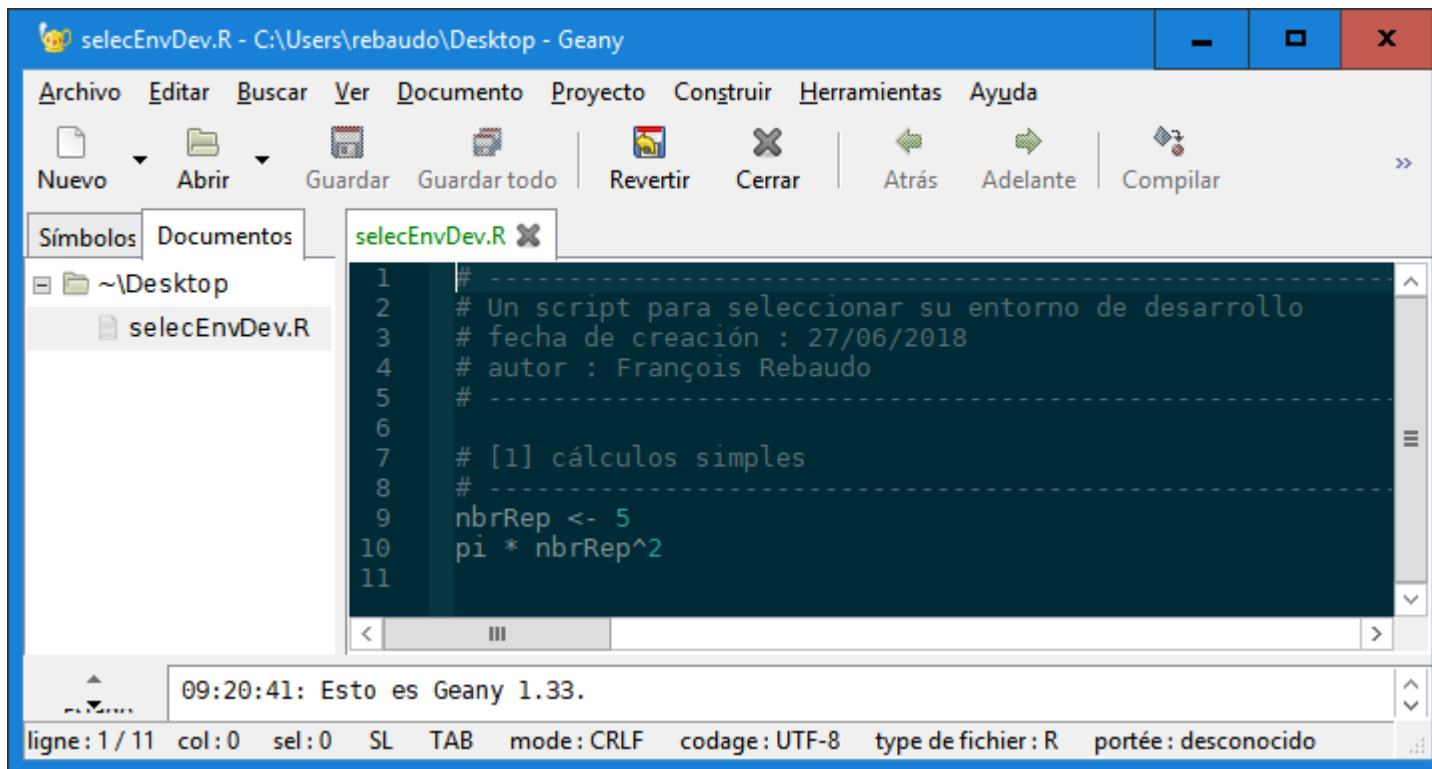 selecEnvDev.R - C:\Users\rebaudo\Desktop - Geany
Archivo Editar Buscar Ver Documento Proyecto Construir Herramientas Ayuda
Nuevo Abrir Guardar Guardar todo Revertir Cerrar Atrás Adelante Compilar »
Símbolos Documentos selecEnvDev.R
~\Desktop
selecEnvDev.R
1 # ---------------------------------------------------------
2 # Un script para seleccionar su entorno de desarrollo
3 # fecha de creación : 27/06/2018
4 # autor : François Rebaudo
5 # ---------------------------------------------------------
6
7 # [1] cálculos simples
8 # ---------------------------------------------------------
9 nbrRep <- 5
10 pi * nbrRep^2
11
09:20:41: Esto es Geany 1.33.
ligne : 1 / 11 col : 0 sel : 0 SL TAB mode : CRLF codage : UTF-8 type de fichier : R portée : desconocido